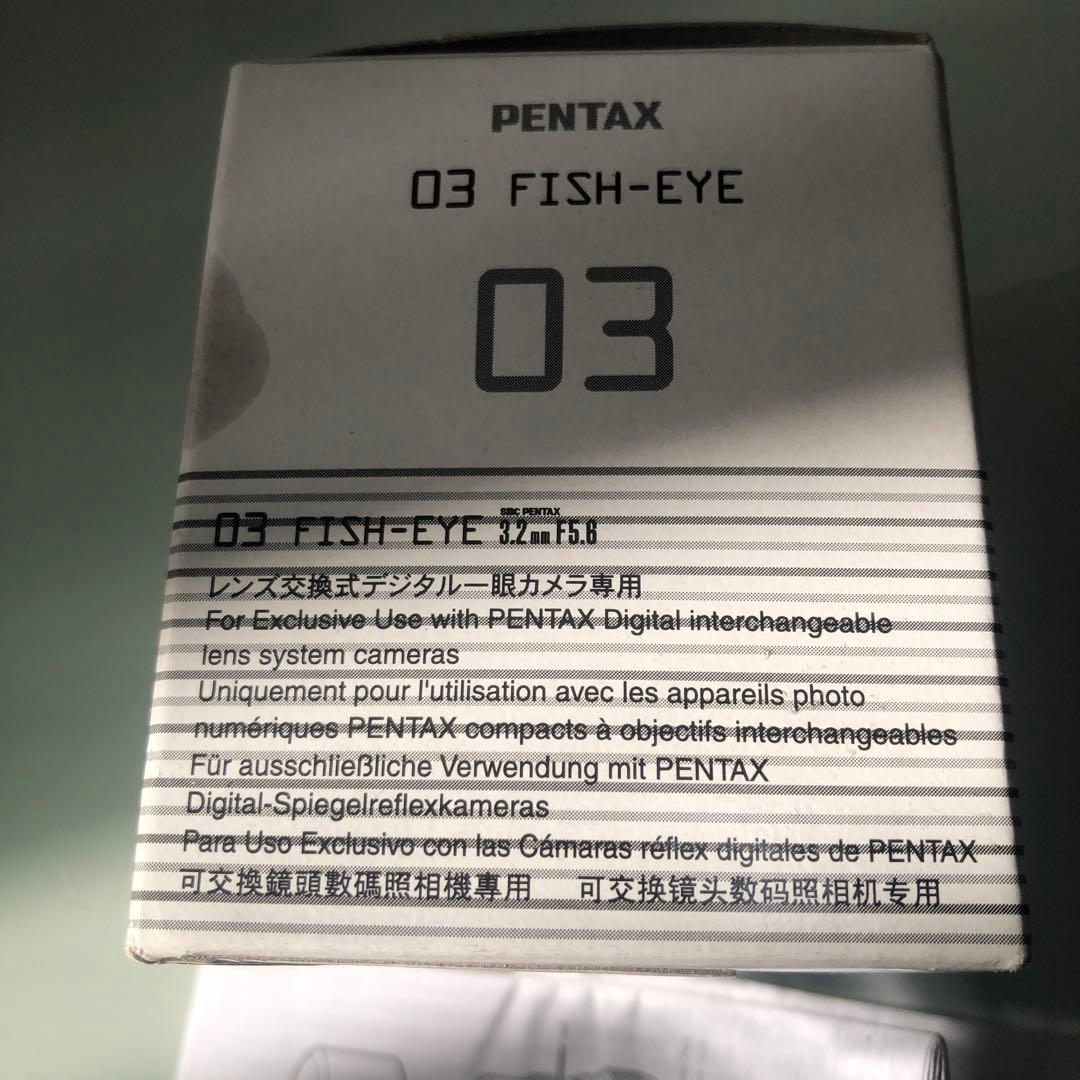 PENTAX
03 FISH-EYE
03
03 FISH-EYE smc PENTAX 3.2mm F5.6
レンズ交換式デジタル一眼カメラ専用
For Exclusive Use with PENTAX Digital interchangeable
lens system cameras
Uniquement pour l'utilisation avec les appareils photo
numériques PENTAX compacts à objectifs interchangeables
Für ausschließliche Verwendung mit PENTAX
Digital-Spiegelreflexkameras
Para Uso Exclusivo con las Cámaras réflex digitales de PENTAX
可交換鏡頭數碼照相機專用 可交换镜头数码照相机专用